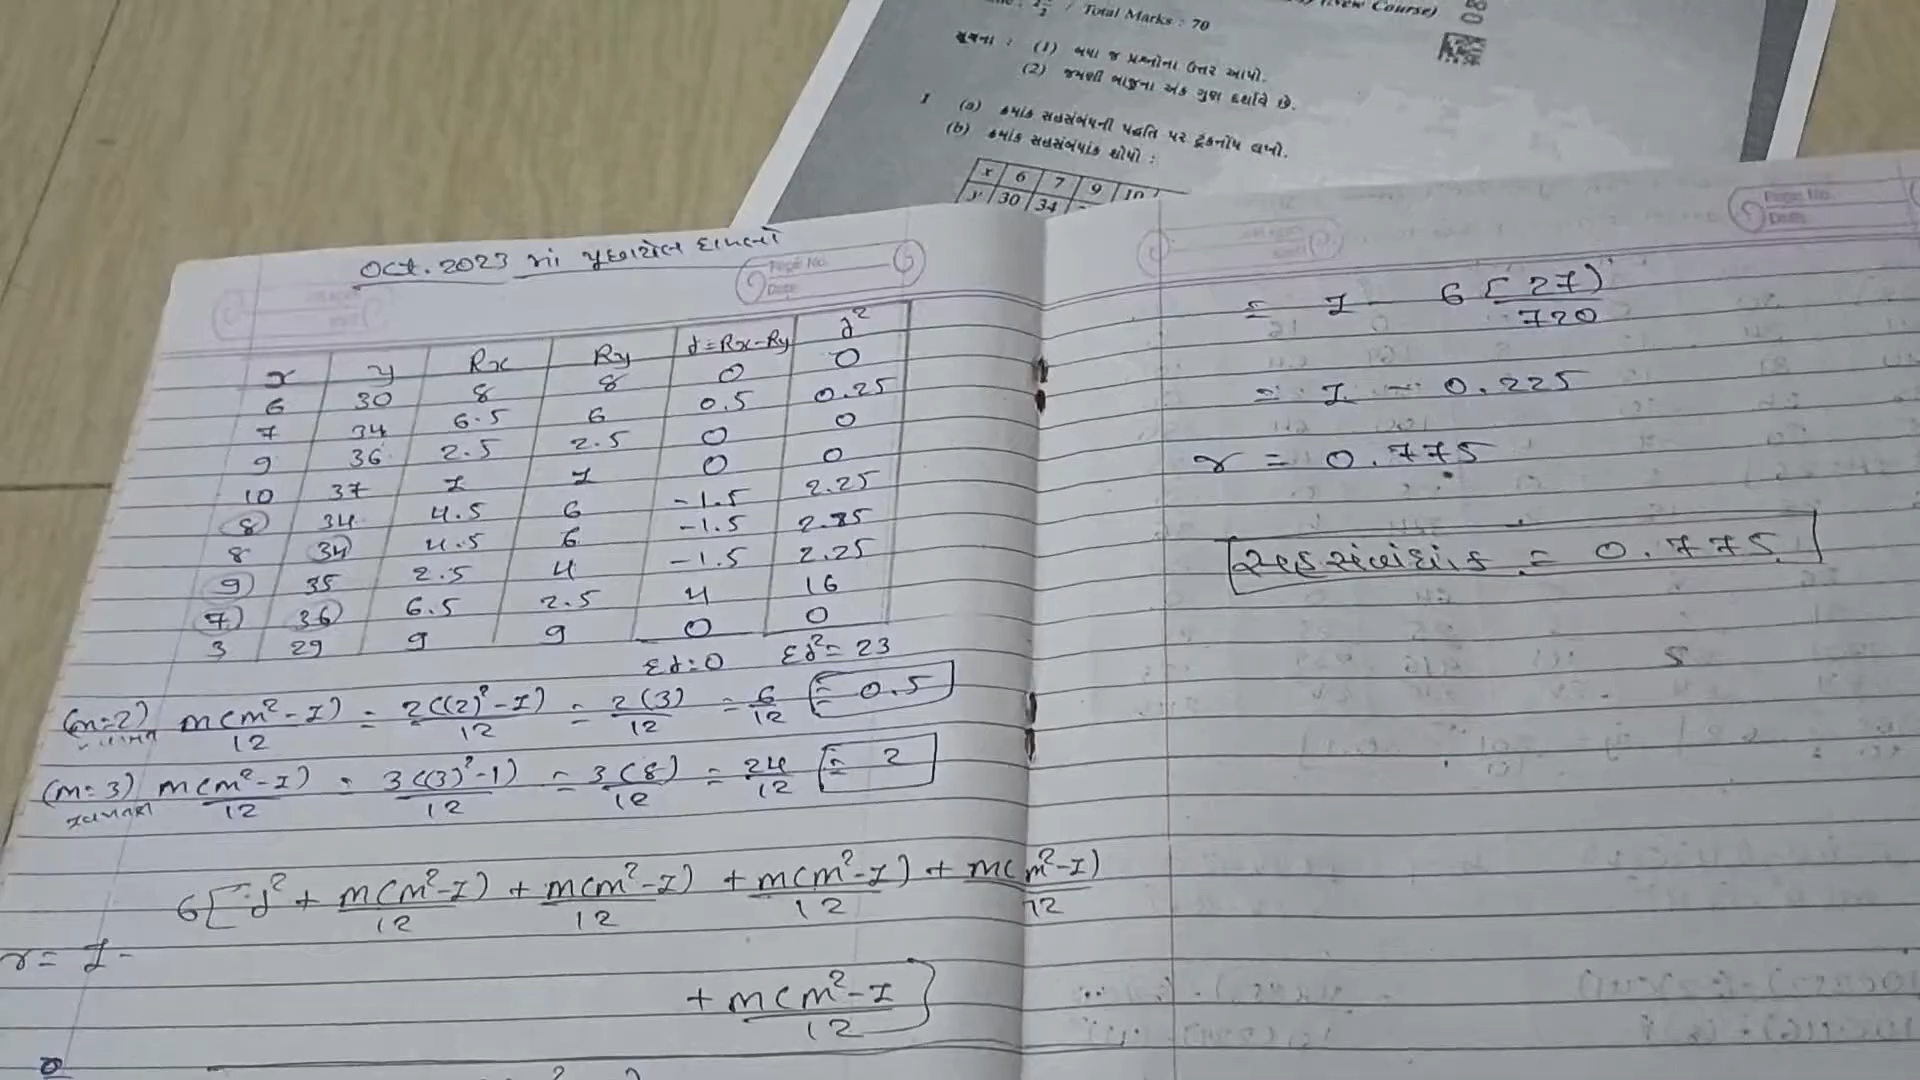 / Total Marks : 70
(New Course)
સૂચના : (1) બધા જ પ્રશ્નોના ઉત્તર આપો.
(2) જમણી બાજુના અંક ગુણ દર્શાવે છે.
1 (a) ક્રમાંક સહસંબંધની પદ્ધતિ પર ટૂંકનોંધ લખો.
(b) ક્રમાંક સહસંબંધાંક શોધો :
x 6 7 9 10
y 30 34
Oct. 2023 માં પૂછાયેલ દાખલો
Page No.
Date
x y Rx Ry d=Rx-Ry d²
6 30 8 8 0 0
7 34 6.5 6 0.5 0.25
9 36 2.5 2.5 0 0
10 37 1 1 0 0
8 34 4.5 6 -1.5 2.25
8 34 4.5 6 -1.5 2.25
9 35 2.5 4 -1.5 2.25
7 36 6.5 2.5 4 16
3 29 9 9 0 0
Σd=0 Σd²=23
(m=2) m(m²-1)/12 = 2((2)²-1)/12 = 2(3)/12 = 6/12 = 0.5
(m=3) m(m²-1)/12 = 3((3)²-1)/12 = 3(8)/12 = 24/12 = 2
6[d² + m(m²-1)/12 + m(m²-1)/12 + m(m²-1)/12 + m(m²-1)/12
r = 1 -
+ m(m²-1/12]
Page No.
Date
= 1 - 6(27)/720
= 1 - 0.225
r = 0.775
સહસંબંધાંક = 0.775